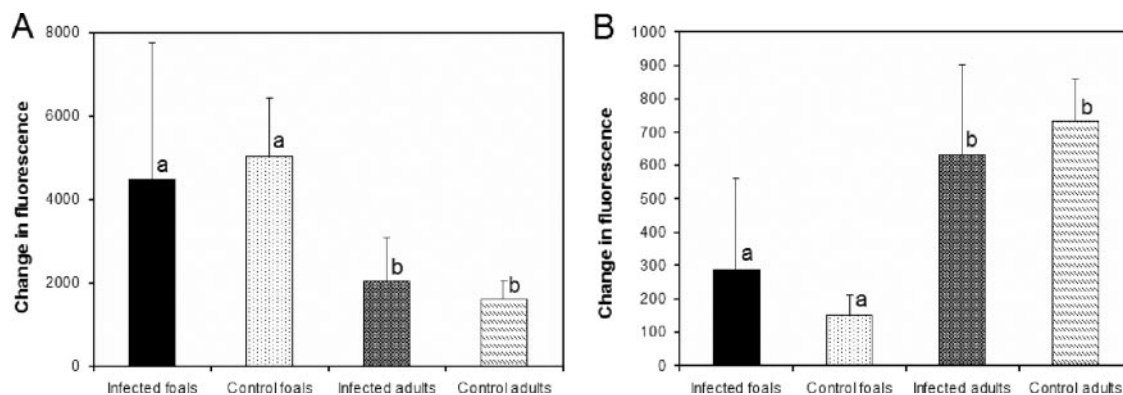 A
Change in fluorescence
8000
6000
4000
2000
0
a
a
b
b
Infected foals Control foals Infected adults Control adults
B
Change in fluorescence
1000
900
800
700
600
500
400
300
200
100
0
a
a
b
b
Infected foals Control foals Infected adults Control adults